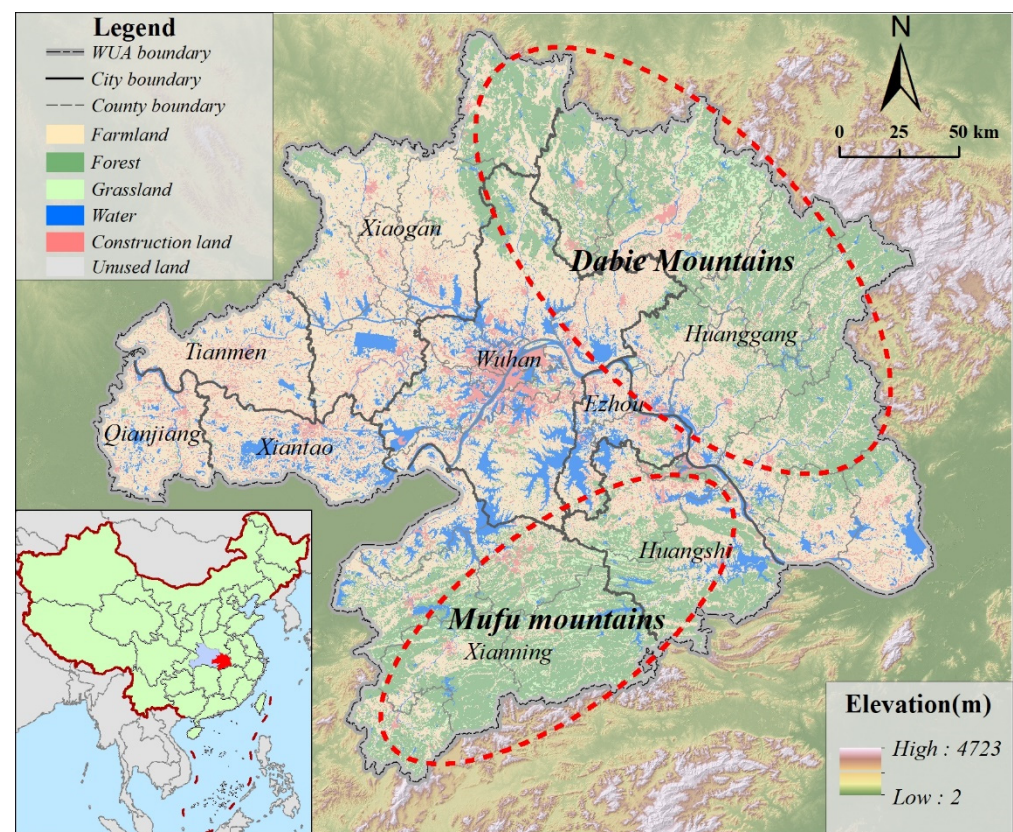 Legend
WUA boundary
City boundary
County boundary
Farmland
Forest
Grassland
Water
Construction land
Unused land
N
0 25 50 km
Xiaogan
Dabie Mountains
Huanggang
Tianmen
Wuhan
Ezhou
Qianjiang
Xiantao
Huangshi
Mufu mountains
Xianning
Elevation(m)
High : 4723
Low : 2